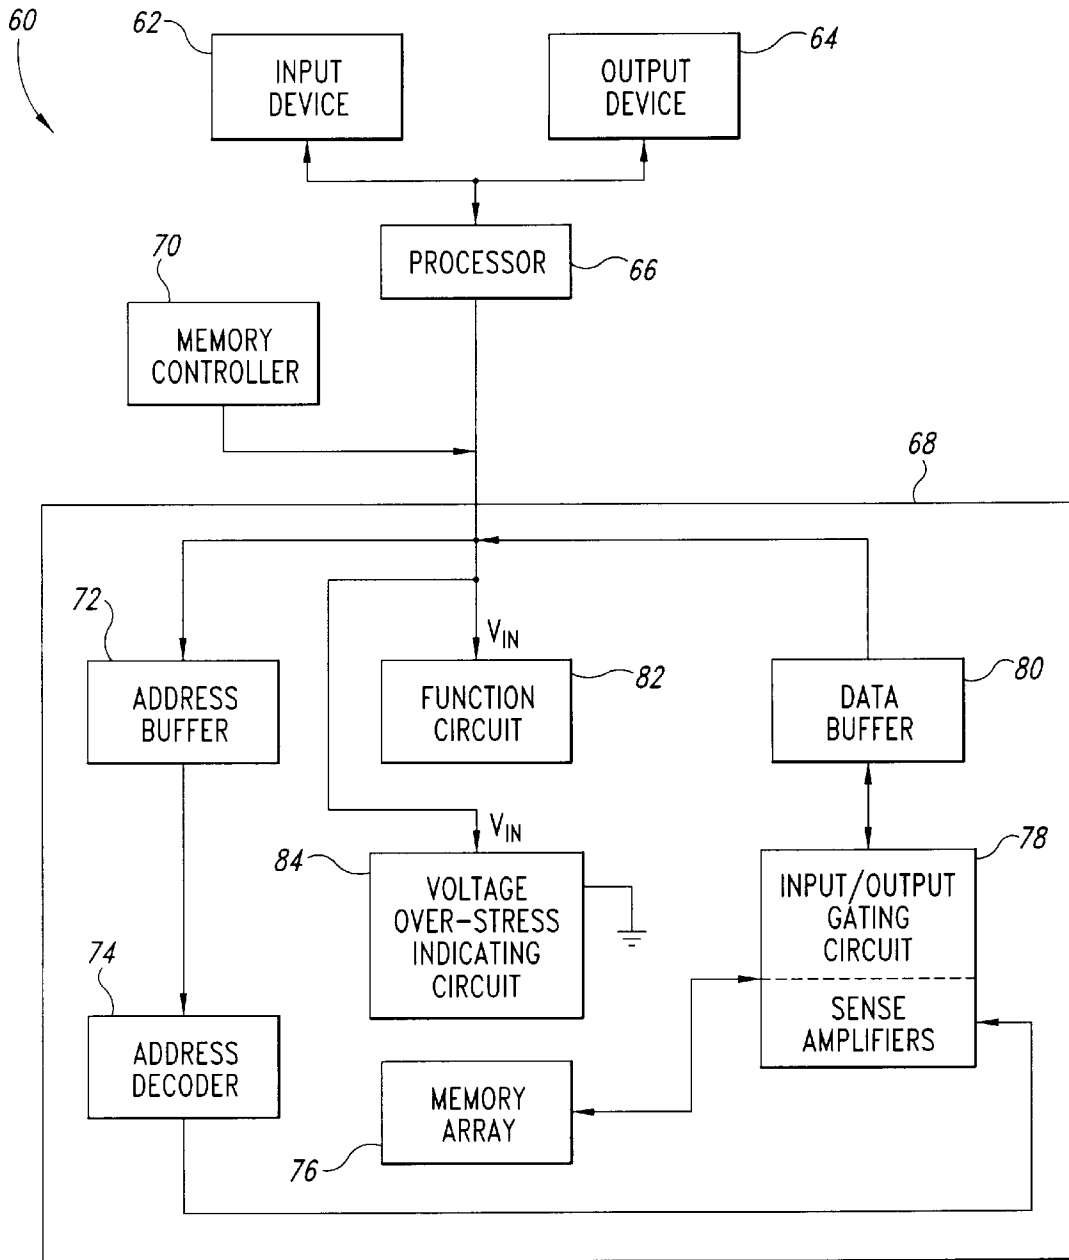 60
62
INPUT
DEVICE
64
OUTPUT
DEVICE
PROCESSOR
66
70
MEMORY
CONTROLLER
68
72
ADDRESS
BUFFER
V_IN
FUNCTION
CIRCUIT
82
80
DATA
BUFFER
V_IN
84
VOLTAGE
OVER-STRESS
INDICATING
CIRCUIT
78
INPUT/OUTPUT
GATING
CIRCUIT
SENSE
AMPLIFIERS
74
ADDRESS
DECODER
MEMORY
ARRAY
76